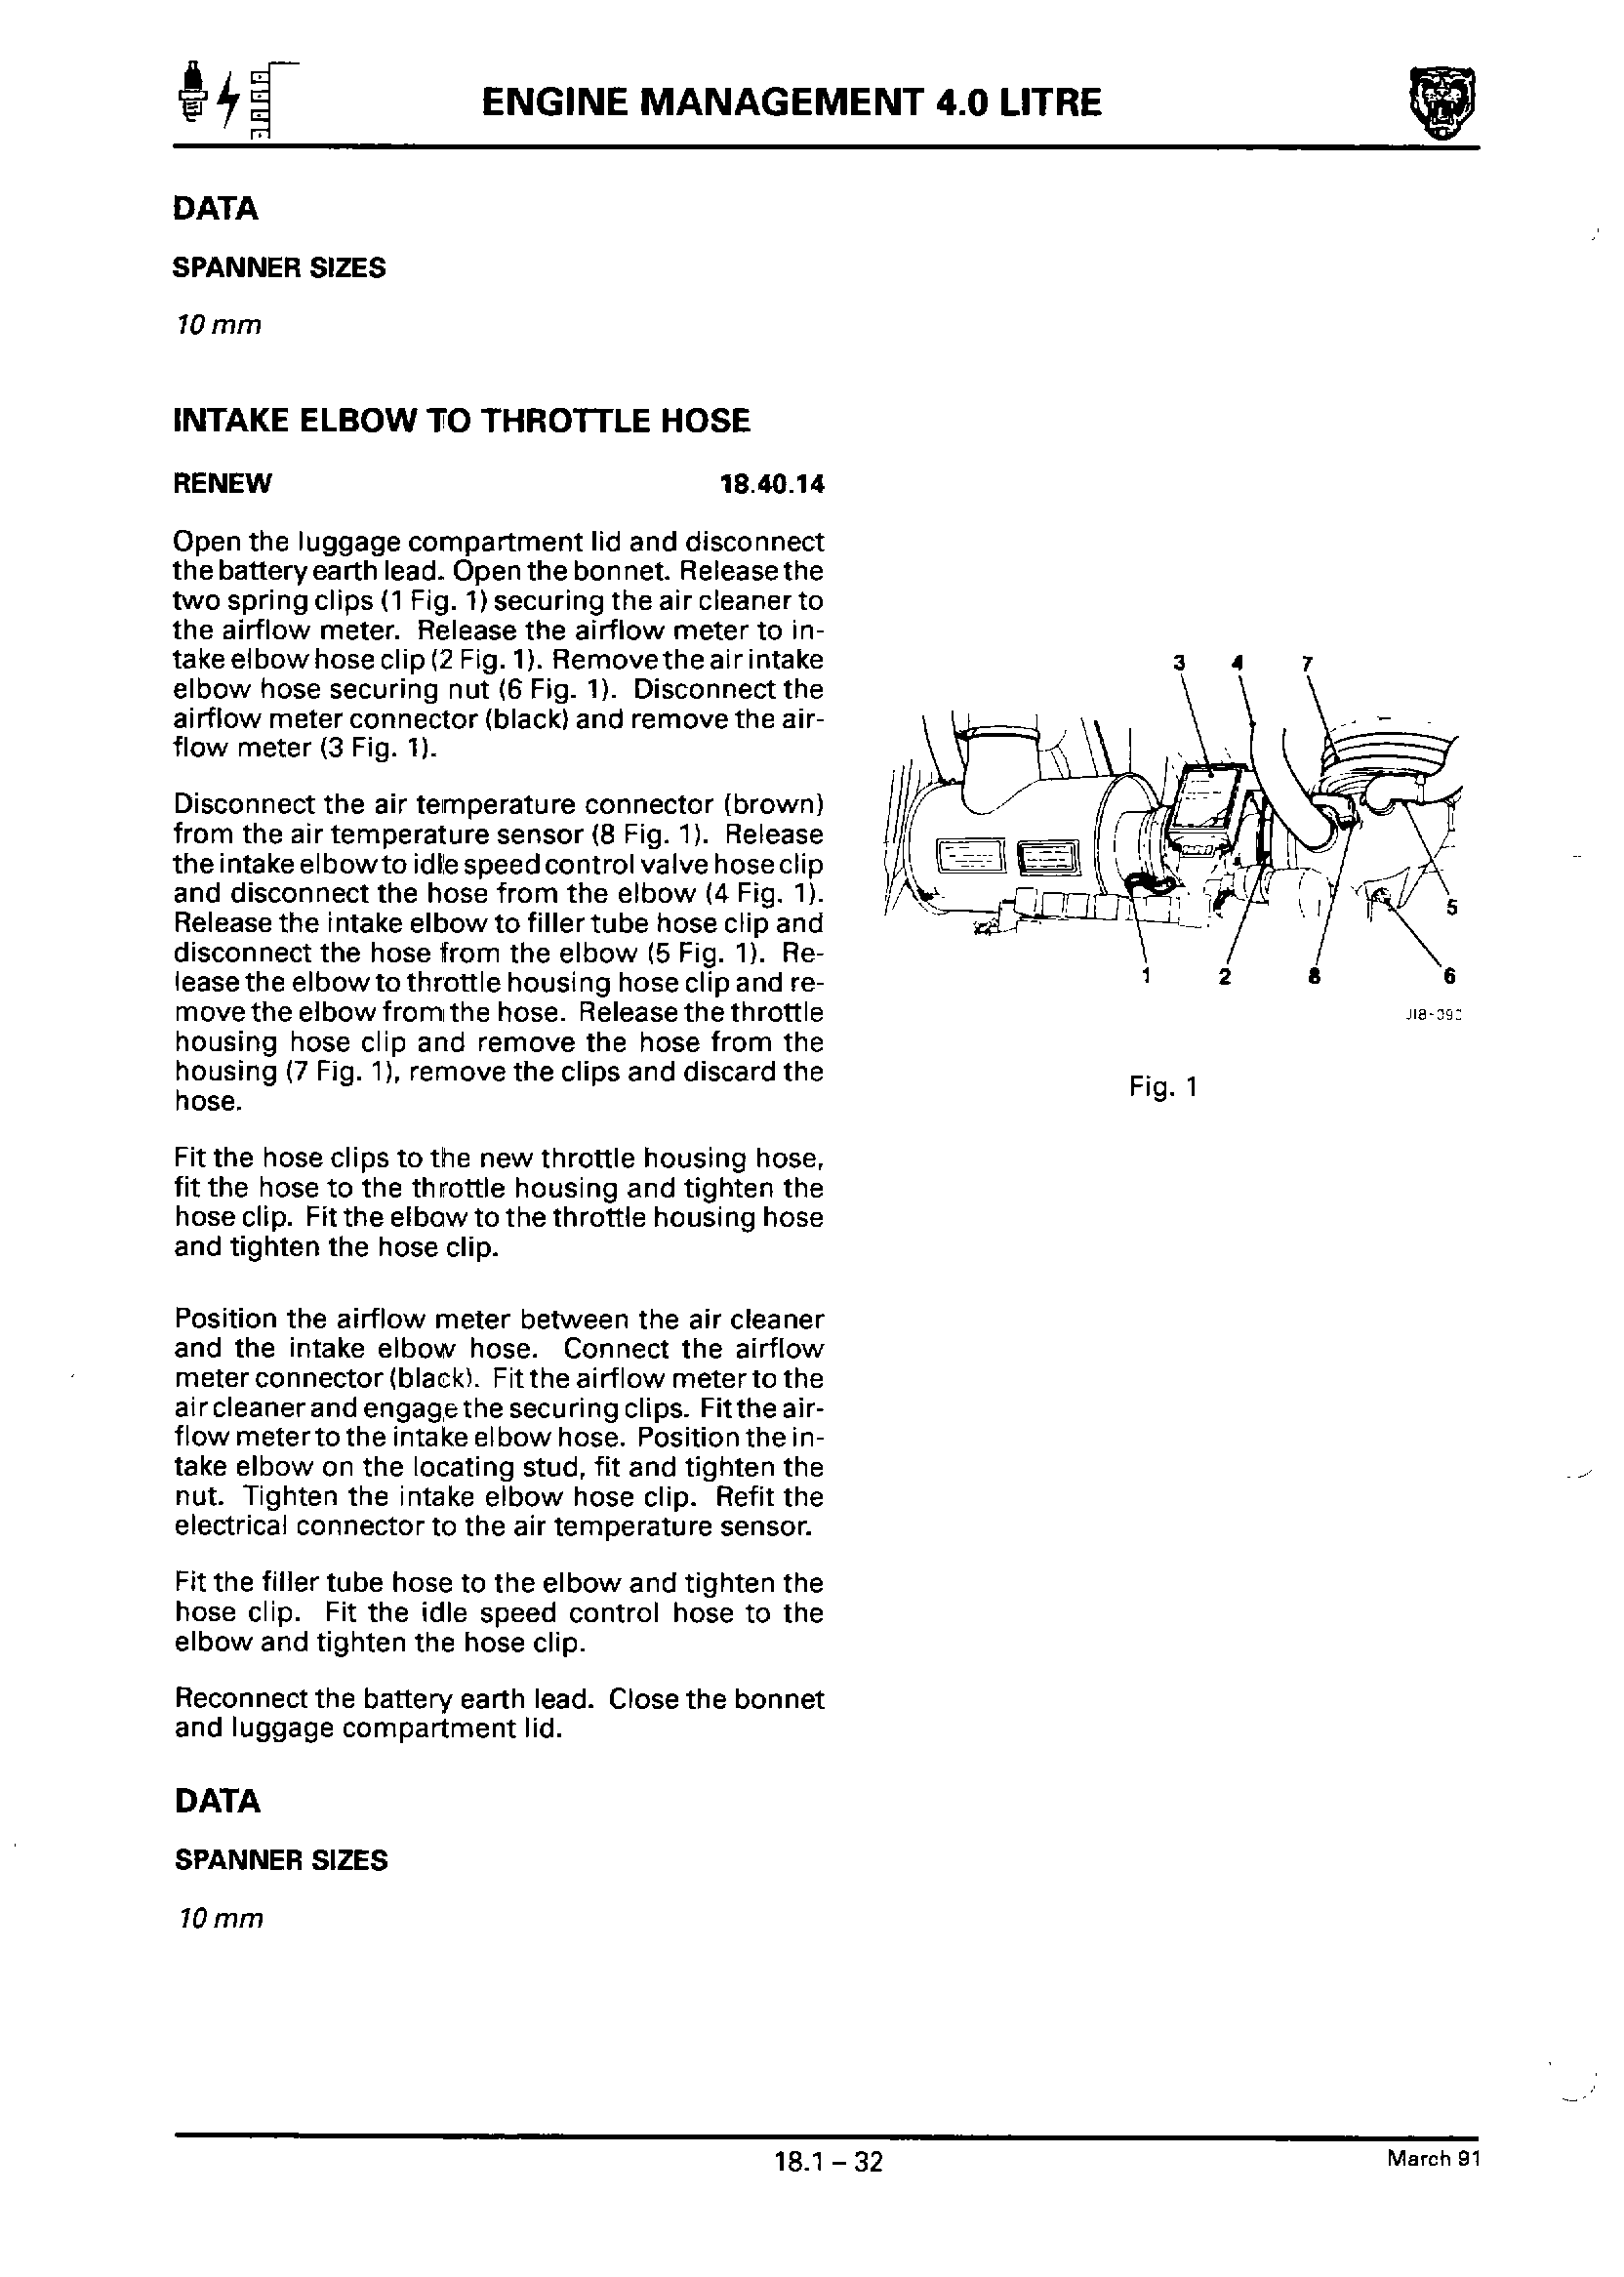 ENGINE MANAGEMENT 4.0 LITRE
DATA
SPANNER SIZES
10 mm
INTAKE ELBOW TO THROTTLE HOSE
RENEW 18.40.14
Open the luggage compartment lid and disconnect
the battery earth lead. Open the bonnet. Release the
two spring clips (1 Fig. 1) securing the air cleaner to
the airflow meter. Release the airflow meter to in-
take elbow hose clip (2 Fig. 1). Remove the air intake
elbow hose securing nut (6 Fig. 1). Disconnect the
airflow meter connector (black) and remove the air-
flow meter (3 Fig. 1).
Disconnect the air temperature connector (brown)
from the air temperature sensor (8 Fig. 1). Release
the intake elbow to idle speed control valve hose clip
and disconnect the hose from the elbow (4 Fig. 1).
Release the intake elbow to filler tube hose clip and
disconnect the hose from the elbow (5 Fig. 1). Re-
lease the elbow to throttle housing hose clip and re-
move the elbow from the hose. Release the throttle
housing hose clip and remove the hose from the
housing (7 Fig. 1), remove the clips and discard the
hose.
Fit the hose clips to the new throttle housing hose,
fit the hose to the throttle housing and tighten the
hose clip. Fit the elbow to the throttle housing hose
and tighten the hose clip.
Position the airflow meter between the air cleaner
and the intake elbow hose. Connect the airflow
meter connector (black). Fit the airflow meter to the
air cleaner and engage the securing clips. Fit the air-
flow meter to the intake elbow hose. Position the in-
take elbow on the locating stud, fit and tighten the
nut. Tighten the intake elbow hose clip. Refit the
electrical connector to the air temperature sensor.
Fit the filler tube hose to the elbow and tighten the
hose clip. Fit the idle speed control hose to the
elbow and tighten the hose clip.
Reconnect the battery earth lead. Close the bonnet
and luggage compartment lid.
DATA
SPANNER SIZES
10 mm
3 4 7
5
1 2 8 6
Fig. 1
18.1 – 32
March 91